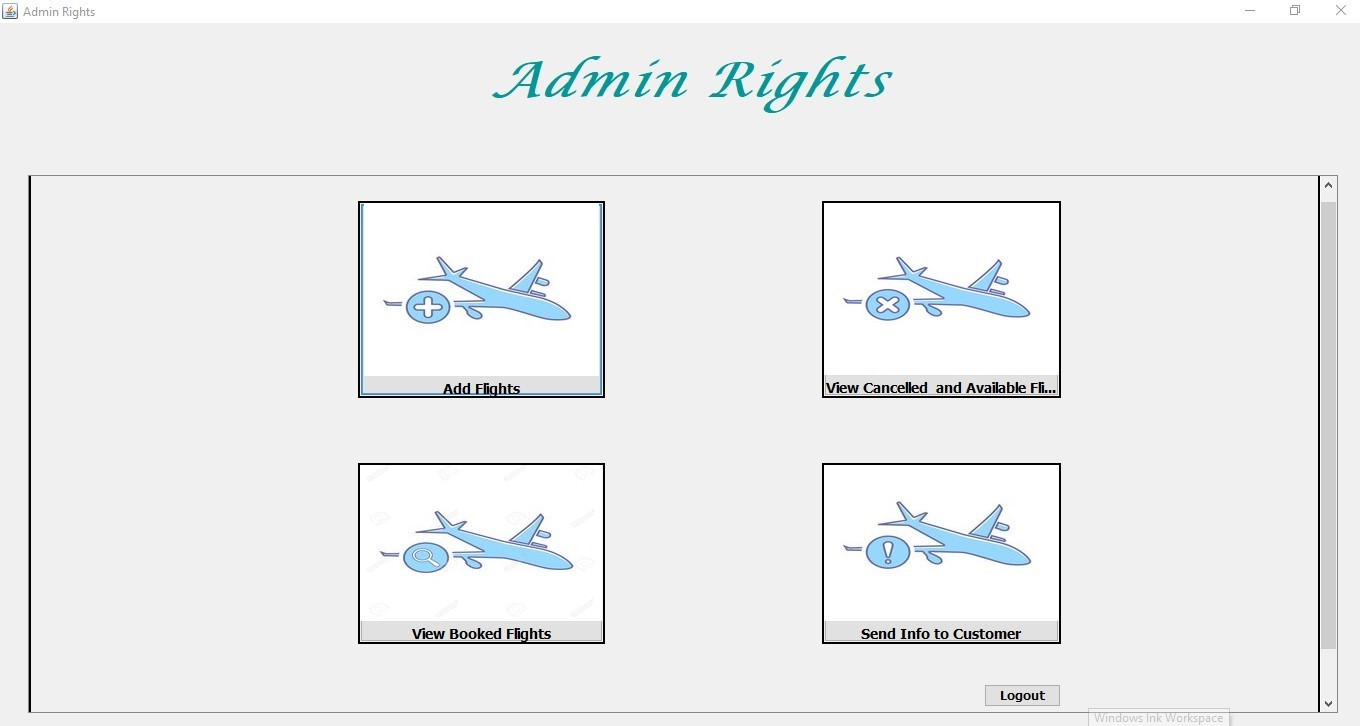 Admin Rights
Admin Rights
Add Flights
View Cancelled  and Available Fli...
View Booked Flights
Send Info to Customer
Logout
Windows Ink Workspace